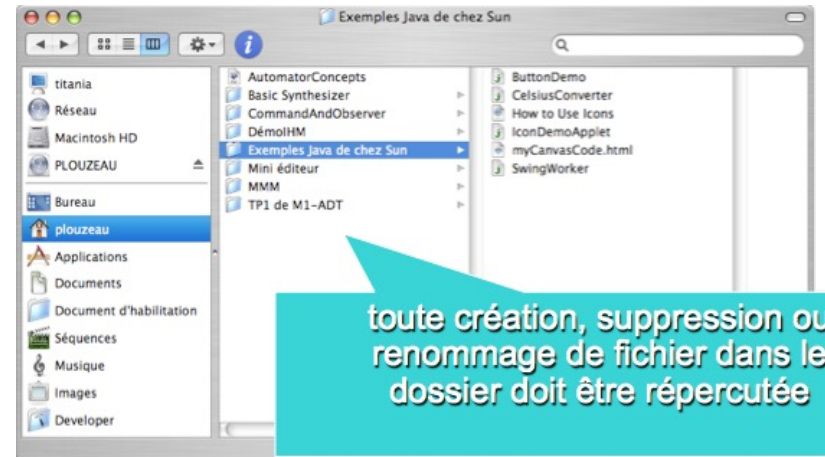 Exemples Java de chez Sun
titania
Réseau
Macintosh HD
PLOUZEAU
Bureau
plouzeau
Applications
Documents
Document d'habilitation
Séquences
Musique
Images
Developer
AutomatorConcepts
Basic Synthesizer
CommandAndObserver
DémoIHM
Exemples Java de chez Sun
Mini éditeur
MMM
TP1 de M1-ADT
ButtonDemo
CelsiusConverter
How to Use Icons
IconDemoApplet
myCanvasCode.html
SwingWorker
toute création, suppression ou
renommage de fichier dans le
dossier doit être répercutée